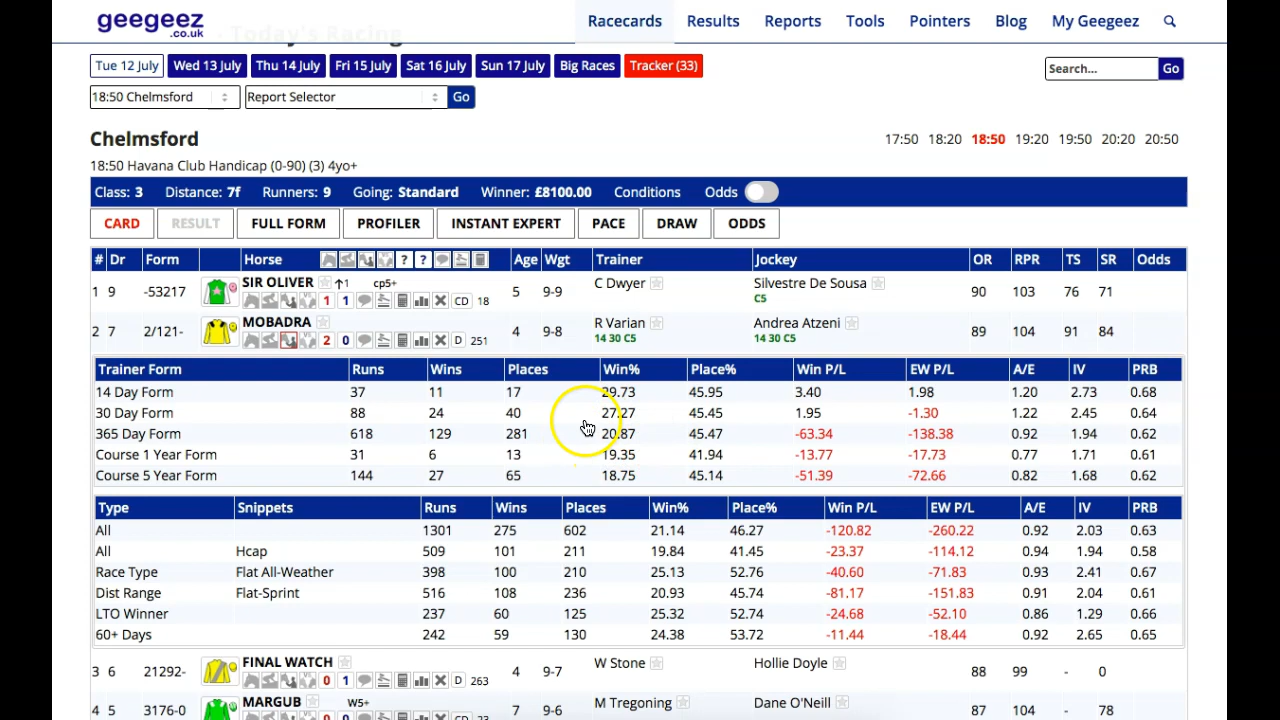 geegeez
.co.uk
Racecards Results Reports Tools Pointers Blog My Geegeez
Today's Racing
Tue 12 July Wed 13 July Thu 14 July Fri 15 July Sat 16 July Sun 17 July Big Races Tracker (33) Search... Go
18:50 Chelmsford Report Selector Go
Chelmsford 17:50 18:20 18:50 19:20 19:50 20:20 20:50
18:50 Havana Club Handicap (0-90) (3) 4yo+
Class: 3 Distance: 7f Runners: 9 Going: Standard Winner: £8100.00 Conditions Odds
CARD RESULT FULL FORM PROFILER INSTANT EXPERT PACE DRAW ODDS
# Dr Form Horse ? ? Age Wgt Trainer Jockey OR RPR TS SR Odds
1 9 -53217 SIR OLIVER ↑1 cp5+ 5 9-9 C Dwyer Silvestre De Sousa 90 103 76 71
1 1 CD 18 C5
2 7 2/121- MOBADRA 4 9-8 R Varian Andrea Atzeni 89 104 91 84
2 0 D 251 14 30 C5 14 30 C5
Trainer Form Runs Wins Places Win% Place% Win P/L EW P/L A/E IV PRB
14 Day Form 37 11 17 29.73 45.95 3.40 1.98 1.20 2.73 0.68
30 Day Form 88 24 40 27.27 45.45 1.95 -1.30 1.22 2.45 0.64
365 Day Form 618 129 281 20.87 45.47 -63.34 -138.38 0.92 1.94 0.62
Course 1 Year Form 31 6 13 19.35 41.94 -13.77 -17.73 0.77 1.71 0.61
Course 5 Year Form 144 27 65 18.75 45.14 -51.39 -72.66 0.82 1.68 0.62
Type Snippets Runs Wins Places Win% Place% Win P/L EW P/L A/E IV PRB
All 1301 275 602 21.14 46.27 -120.82 -260.22 0.92 2.03 0.63
All Hcap 509 101 211 19.84 41.45 -23.37 -114.12 0.94 1.94 0.58
Race Type Flat All-Weather 398 100 210 25.13 52.76 -40.60 -71.83 0.93 2.41 0.67
Dist Range Flat-Sprint 516 108 236 20.93 45.74 -81.17 -151.83 0.91 2.04 0.61
LTO Winner 237 60 125 25.32 52.74 -24.68 -52.10 0.86 1.29 0.66
60+ Days 242 59 130 24.38 53.72 -11.44 -18.44 0.92 2.65 0.65
3 6 21292- FINAL WATCH 4 9-7 W Stone Hollie Doyle 88 99 - 0
0 1 D 263
4 5 3176-0 MARGUB W5+ 7 9-6 M Tregoning Dane O'Neill 87 104 - 78
0 0 CD 23